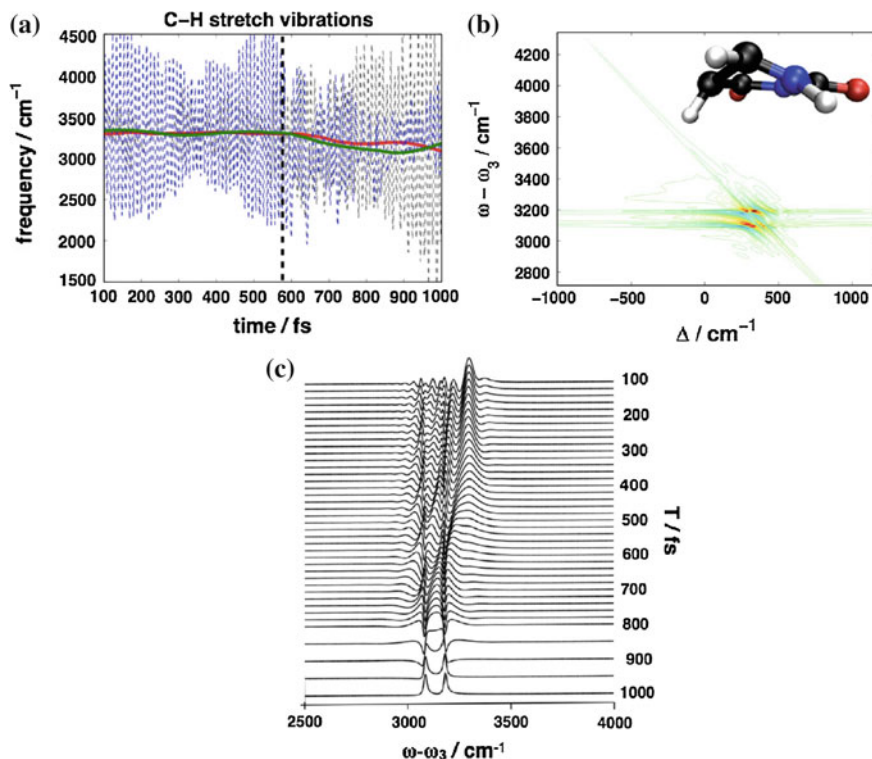 (a)
C−H stretch vibrations
frequency / cm⁻¹
4500
4000
3500
3000
2500
2000
1500
100 200 300 400 500 600 700 800 900 1000
time / fs
(b)
ω − ω₃ / cm⁻¹
4200
4000
3800
3600
3400
3200
3000
2800
−1000 −500 0 500 1000
Δ / cm⁻¹
(c)
100
200
300
400
500
600
700
800
900
1000
T / fs
2500 3000 3500 4000
ω-ω₃ / cm⁻¹